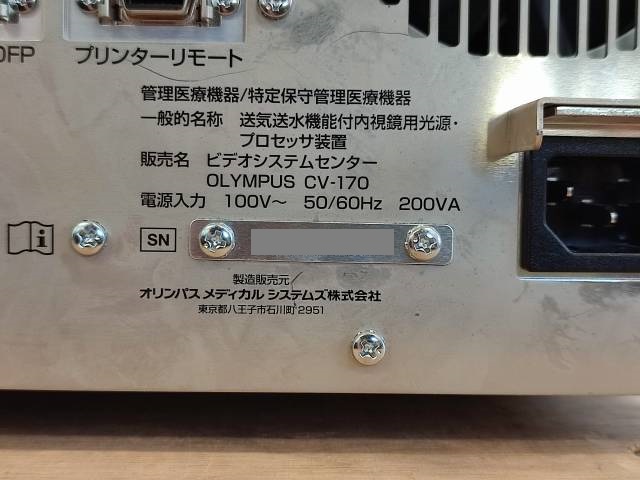 OFP
プリンターリモート
管理医療機器/特定保守管理医療機器
一般的名称 送気送水機能付内視鏡用光源・
プロセッサ装置
販売名 ビデオシステムセンター
OLYMPUS CV-170
電源入力 100V～ 50/60Hz 200VA
SN
製造販売元
オリンパス メディカル システムズ株式会社
東京都八王子市石川町2951